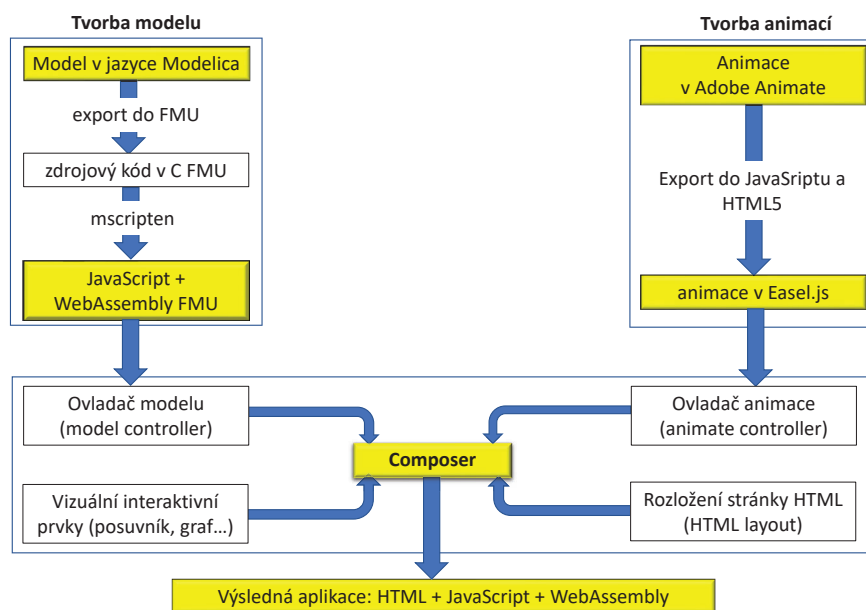 Tvorba modelu
Model v jazyce Modelica
export do FMU
zdrojový kód v C FMU
mscripten
JavaScript +
WebAssembly FMU
Tvorba animací
Animace
v Adobe Animate
Export do JavaSriptu a
HTML5
animace v Easel.js
Ovladač modelu
(model controller)
Ovladač animace
(animate controller)
Composer
Vizuální interaktivní
prvky (posuvník, graf…)
Rozložení stránky HTML
(HTML layout)
Výsledná aplikace: HTML + JavaScript + WebAssembly